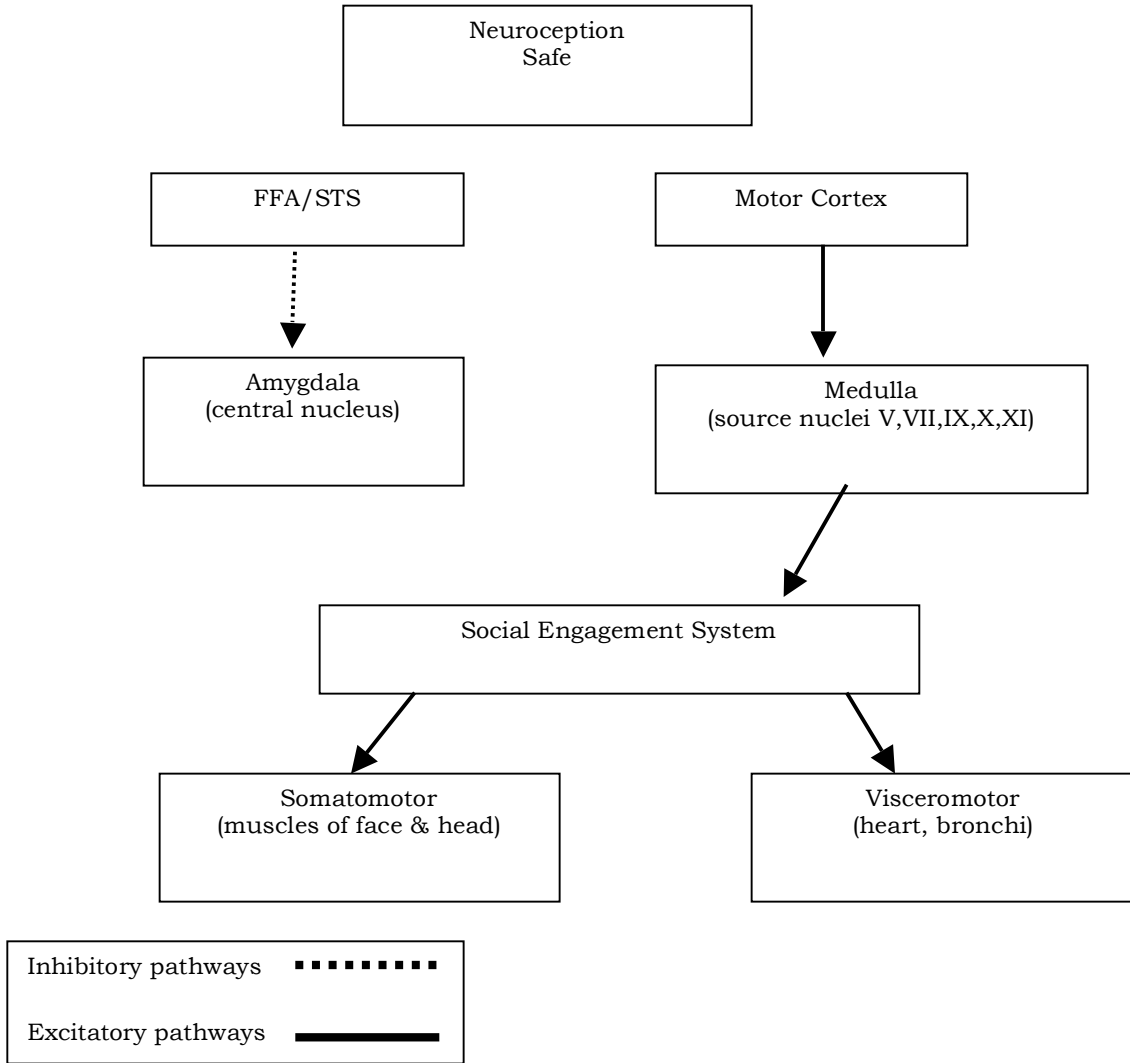 Neuroception
Safe
FFA/STS
Motor Cortex
Amygdala
(central nucleus)
Medulla
(source nuclei V,VII,IX,X,XI)
Social Engagement System
Somatomotor
(muscles of face & head)
Visceromotor
(heart, bronchi)
Inhibitory pathways
Excitatory pathways